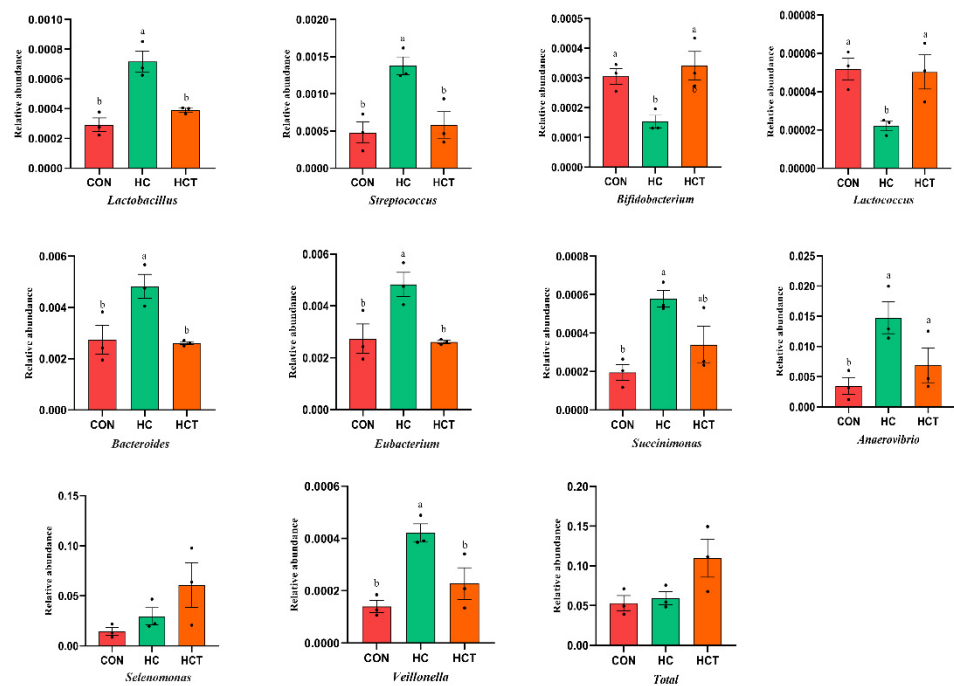 Relative abundance
0.0010
0.0008
0.0006
0.0004
0.0002
0.0000
b
a
b
CON HC HCT
Lactobacillus
Relative abundance
0.0020
0.0015
0.0010
0.0005
0.0000
b
a
b
CON HC HCT
Streptococcus
Relative abundance
0.0005
0.0004
0.0003
0.0002
0.0001
0.0000
a
b
a
b
CON HC HCT
Bifidobacterium
Relative abundance
0.00008
0.00006
0.00004
0.00002
0.00000
a
b
a
CON HC HCT
Lactococcus
Relative abundance
0.006
0.004
0.002
0.000
b
a
b
CON HC HCT
Bacteroides
Relative abundance
0.006
0.004
0.002
0.000
b
a
b
CON HC HCT
Eubacterium
Relative abundance
0.0006
0.0004
0.0002
0.0000
b
a
ab
CON HC HCT
Succinimonas
Relative abundance
0.025
0.020
0.015
0.010
0.005
0.000
b
a
a
CON HC HCT
Anaerovibrio
Relative abundance
0.15
0.10
0.05
0.00
CON HC HCT
Selenomonas
Relative abundance
0.0006
0.0004
0.0002
0.0000
b
a
b
CON HC HCT
Veillonella
Relative abundance
0.20
0.15
0.10
0.05
0.00
CON HC HCT
Total